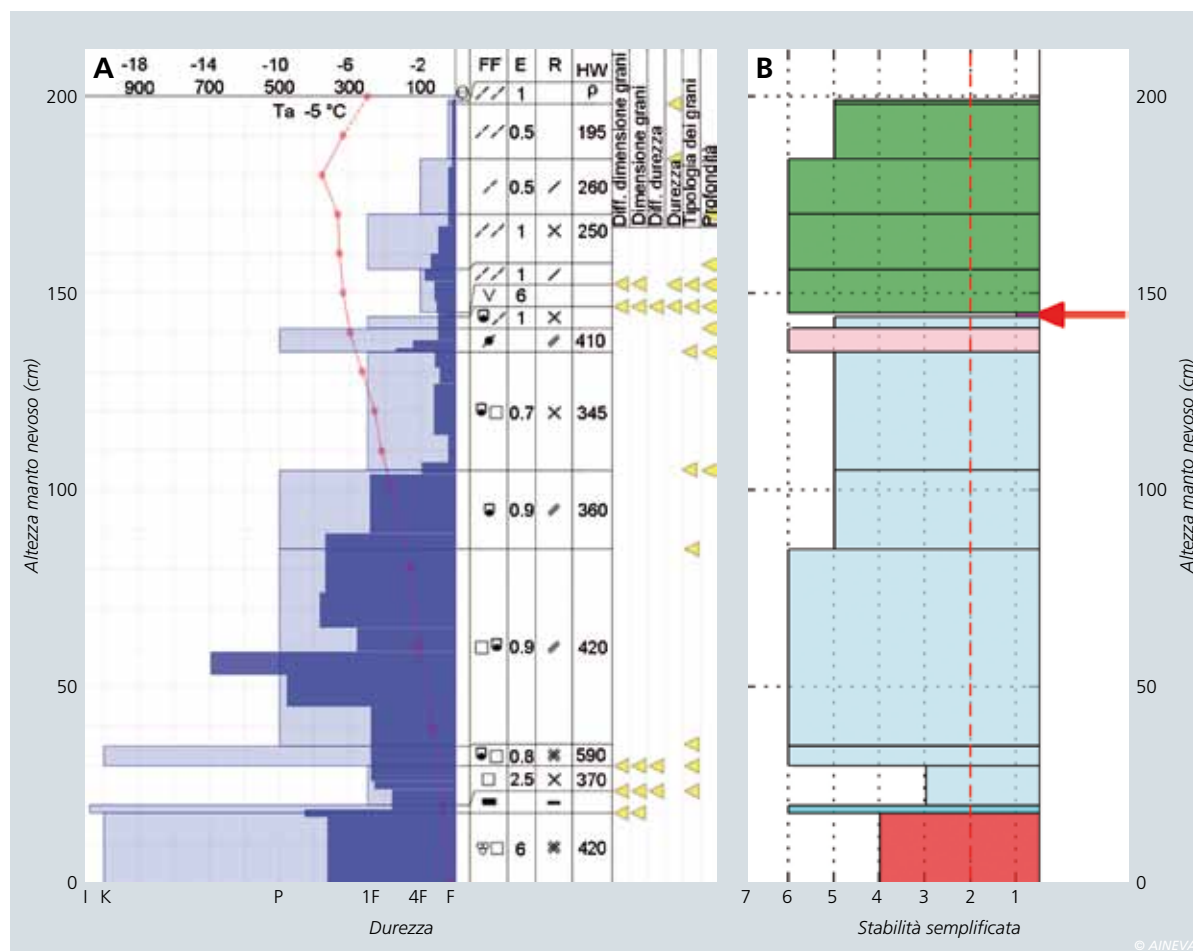 A
-18 -14 -10 -6 -2
900 700 500 300 100
Ta -5 °C
FF E R HW
ρ
1
0.5 195
0.5 260
1 250
1
6
1
410
0.7 345
0.9 360
0.9 420
0.8 590
2.5 370
6 420
Diff. dimensione grani
Dimensione grani
Diff. durezza
Durezza
Tipologia dei grani
Profondità
200
150
100
50
0
Altezza manto nevoso (cm)
I K P 1F 4F F
Durezza
B
200
150
100
50
0
Altezza manto nevoso (cm)
7 6 5 4 3 2 1
Stabilità semplificata
© AINEVA